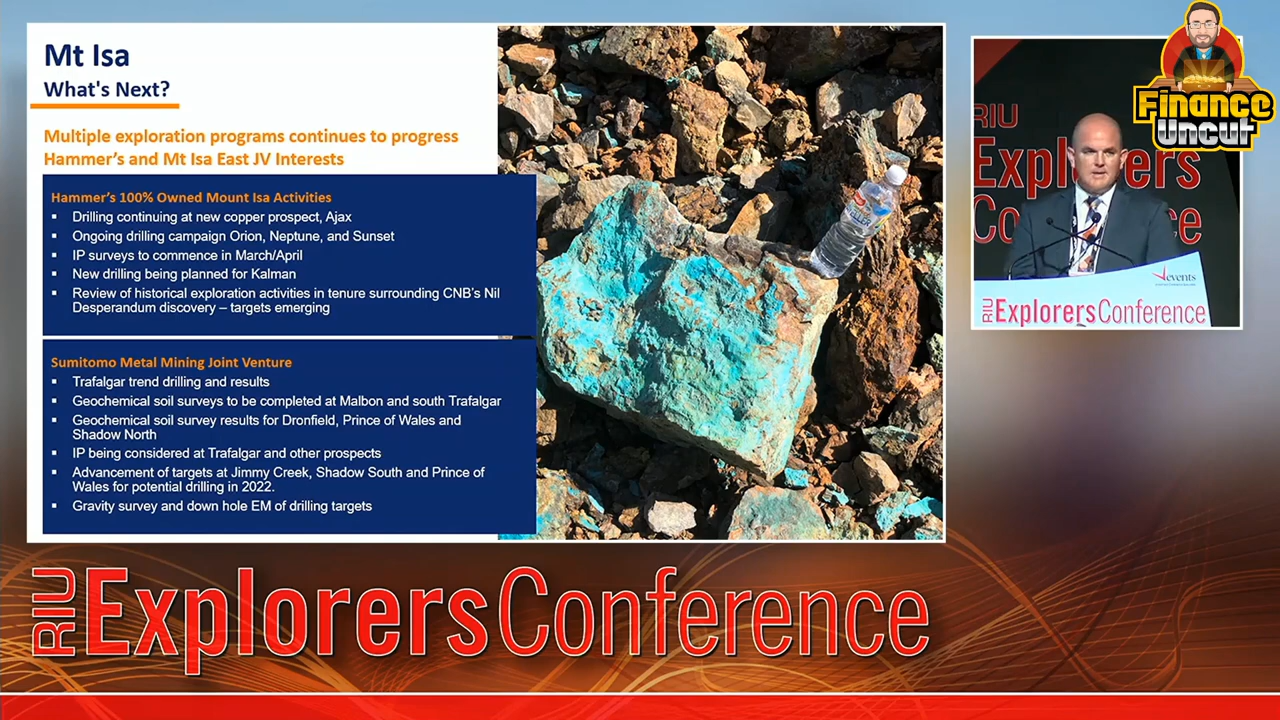 Mt Isa
What's Next?
Multiple exploration programs continues to progress
Hammer's and Mt Isa East JV Interests
Hammer's 100% Owned Mount Isa Activities
▪ Drilling continuing at new copper prospect, Ajax
▪ Ongoing drilling campaign Orion, Neptune, and Sunset
▪ IP surveys to commence in March/April
▪ New drilling being planned for Kalman
▪ Review of historical exploration activities in tenure surrounding CNB's Nil
Desperandum discovery – targets emerging
Sumitomo Metal Mining Joint Venture
▪ Trafalgar trend drilling and results
▪ Geochemical soil surveys to be completed at Malbon and south Trafalgar
▪ Geochemical soil survey results for Dronfield, Prince of Wales and
Shadow North
▪ IP being considered at Trafalgar and other prospects
▪ Advancement of targets at Jimmy Creek, Shadow South and Prince of
Wales for potential drilling in 2022.
▪ Gravity survey and down hole EM of drilling targets
Finance
Uncut
RIU
Explorers
Co
events
RIU ExplorersConference
RIU ExplorersConference